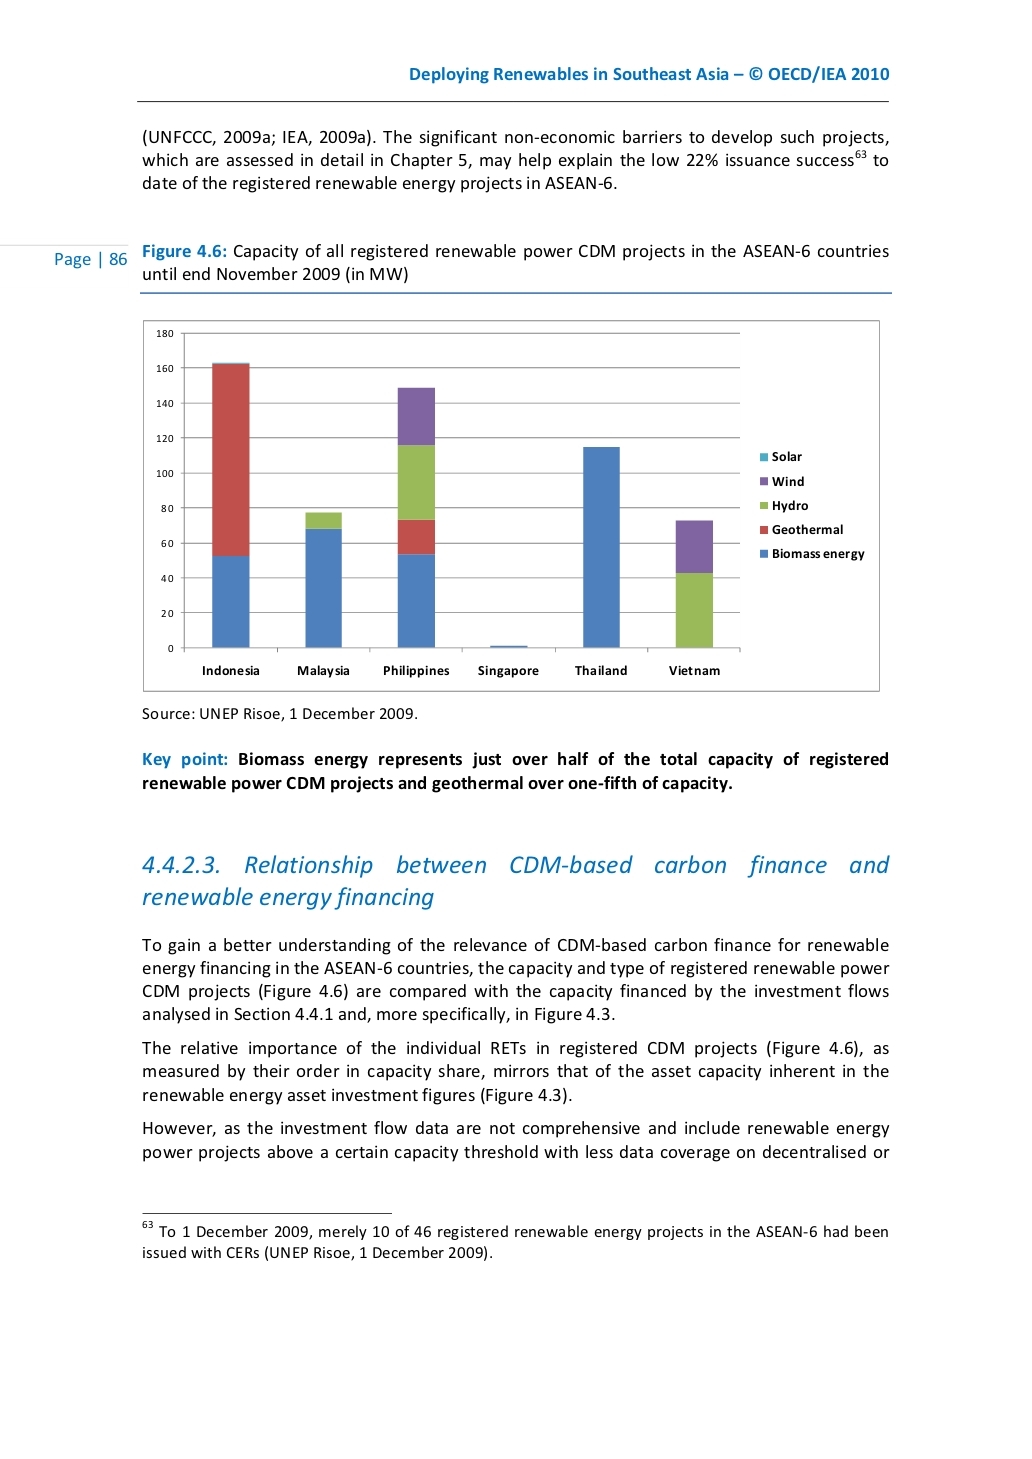 Deploying Renewables in Southeast Asia – © OECD/IEA 2010
(UNFCCC, 2009a; IEA, 2009a). The significant non-economic barriers to develop such projects,
which are assessed in detail in Chapter 5, may help explain the low 22% issuance success63 to
date of the registered renewable energy projects in ASEAN-6.
Page | 86
Figure 4.6: Capacity of all registered renewable power CDM projects in the ASEAN-6 countries
until end November 2009 (in MW)
180
160
140
120
100
80
60
40
20
0
Indonesia Malaysia Philippines Singapore Thailand Vietnam
Solar
Wind
Hydro
Geothermal
Biomass energy
Source: UNEP Risoe, 1 December 2009.
Key point: Biomass energy represents just over half of the total capacity of registered
renewable power CDM projects and geothermal over one-fifth of capacity.
4.4.2.3. Relationship between CDM-based carbon finance and
renewable energy financing
To gain a better understanding of the relevance of CDM-based carbon finance for renewable
energy financing in the ASEAN-6 countries, the capacity and type of registered renewable power
CDM projects (Figure 4.6) are compared with the capacity financed by the investment flows
analysed in Section 4.4.1 and, more specifically, in Figure 4.3.
The relative importance of the individual RETs in registered CDM projects (Figure 4.6), as
measured by their order in capacity share, mirrors that of the asset capacity inherent in the
renewable energy asset investment figures (Figure 4.3).
However, as the investment flow data are not comprehensive and include renewable energy
power projects above a certain capacity threshold with less data coverage on decentralised or
63 To 1 December 2009, merely 10 of 46 registered renewable energy projects in the ASEAN-6 had been
issued with CERs (UNEP Risoe, 1 December 2009).